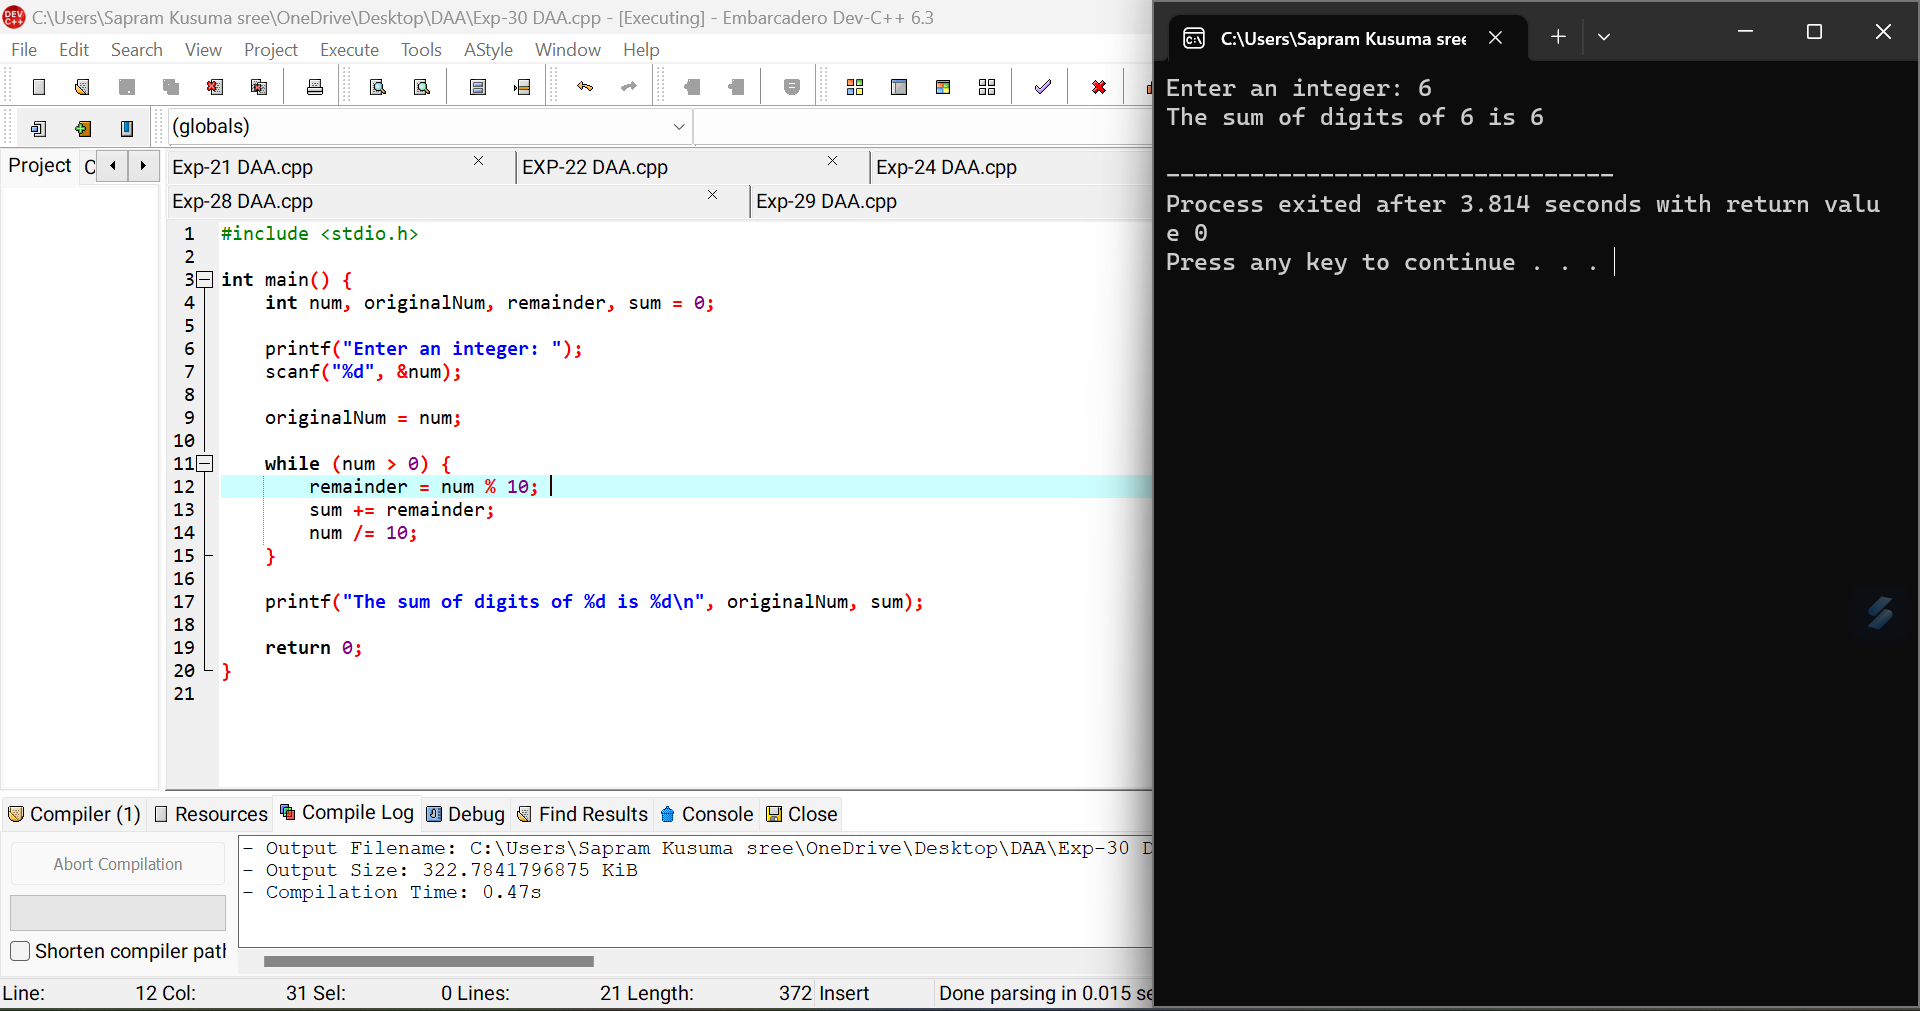 C:\Users\Sapram Kusuma sree\OneDrive\Desktop\DAA\Exp-30 DAA.cpp - [Executing] - Embarcadero Dev-C++ 6.3
File Edit Search View Project Execute Tools AStyle Window Help
(globals)
Project C
Exp-21 DAA.cpp EXP-22 DAA.cpp Exp-24 DAA.cpp
Exp-28 DAA.cpp Exp-29 DAA.cpp
1 #include <stdio.h>
2
3 int main() {
4     int num, originalNum, remainder, sum = 0;
5
6     printf("Enter an integer: ");
7     scanf("%d", &num);
8
9     originalNum = num;
10
11     while (num > 0) {
12         remainder = num % 10;
13         sum += remainder;
14         num /= 10;
15     }
16
17     printf("The sum of digits of %d is %d\n", originalNum, sum);
18
19     return 0;
20 }
21
Compiler (1) Resources Compile Log Debug Find Results Console Close
Abort Compilation
Shorten compiler path
- Output Filename: C:\Users\Sapram Kusuma sree\OneDrive\Desktop\DAA\Exp-30 D
- Output Size: 322.7841796875 KiB
- Compilation Time: 0.47s
Line: 12 Col: 31 Sel: 0 Lines: 21 Length: 372 Insert Done parsing in 0.015 se
C:\Users\Sapram Kusuma sree
Enter an integer: 6
The sum of digits of 6 is 6
--------------------------------
Process exited after 3.814 seconds with return valu
e 0
Press any key to continue . . .